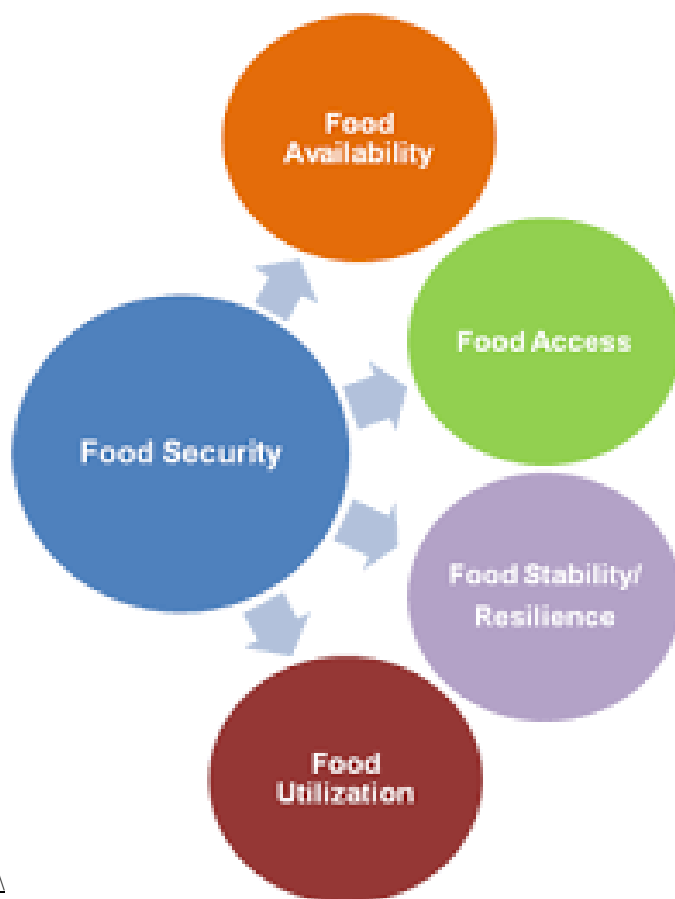 Food
Availability
Food Access
Food Security
Food Stability/
Resilience
Food
Utilization
\